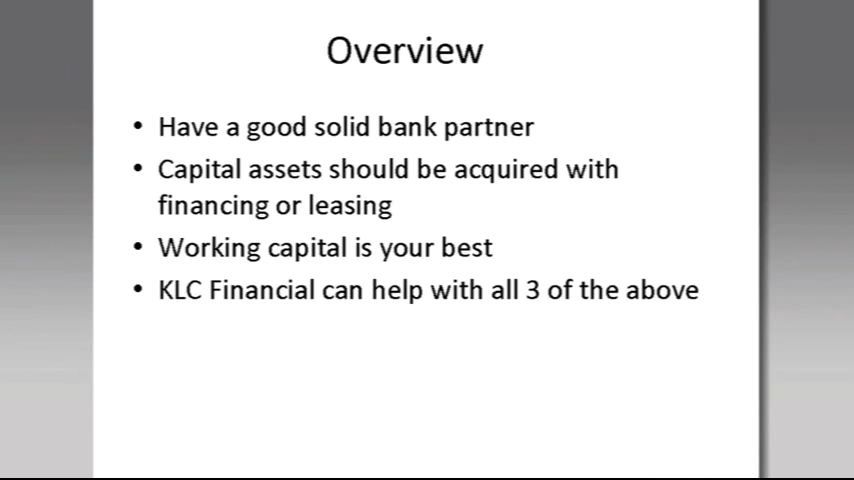 Overview
• Have a good solid bank partner
• Capital assets should be acquired with
financing or leasing
• Working capital is your best
• KLC Financial can help with all 3 of the above